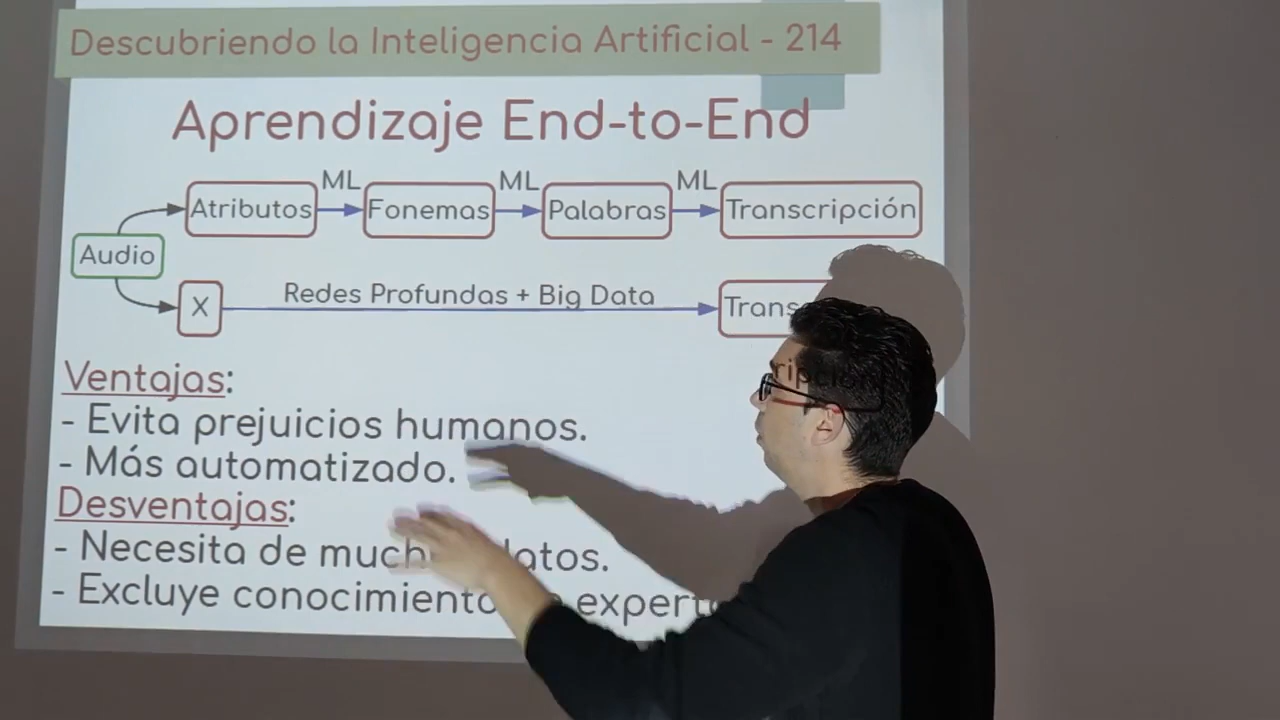 Descubriendo la Inteligencia Artificial - 214
Aprendizaje End-to-End
ML ML ML
Atributos Fonemas Palabras Transcripción
Audio
Redes Profundas + Big Data
X
Ventajas:
- Evita prejuicios humanos.
- Más automatizado.
Desventajas:
- Necesita de datos.
- Excluye